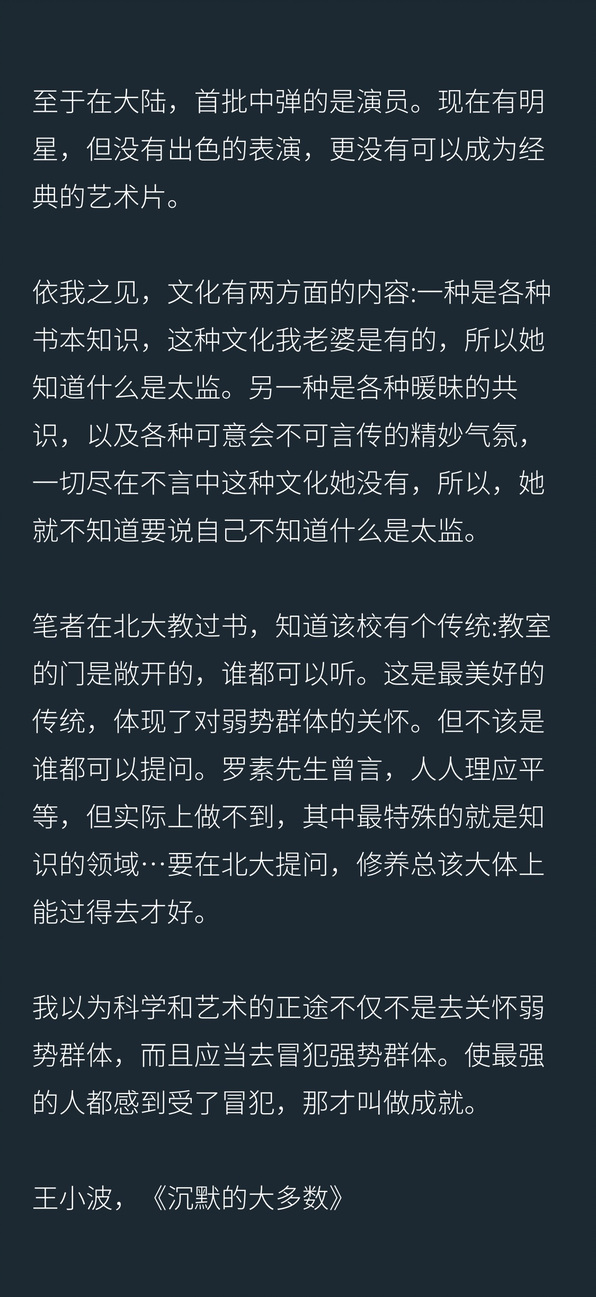 至于在大陆，首批中弹的是演员。现在有明
星，但没有出色的表演，更没有可以成为经
典的艺术片。
依我之见，文化有两方面的内容:一种是各种
书本知识，这种文化我老婆是有的，所以她
知道什么是太监。另一种是各种暧昧的共
识，以及各种可意会不可言传的精妙气氛，
一切尽在不言中这种文化她没有，所以，她
就不知道要说自己不知道什么是太监。
笔者在北大教过书，知道该校有个传统:教室
的门是敞开的，谁都可以听。这是最美好的
传统，体现了对弱势群体的关怀。但不该是
谁都可以提问。罗素先生曾言，人人理应平
等，但实际上做不到，其中最特殊的就是知
识的领域…要在北大提问，修养总该大体上
能过得去才好。
我以为科学和艺术的正途不仅不是去关怀弱
势群体，而且应当去冒犯强势群体。使最强
的人都感到受了冒犯，那才叫做成就。
王小波，《沉默的大多数》